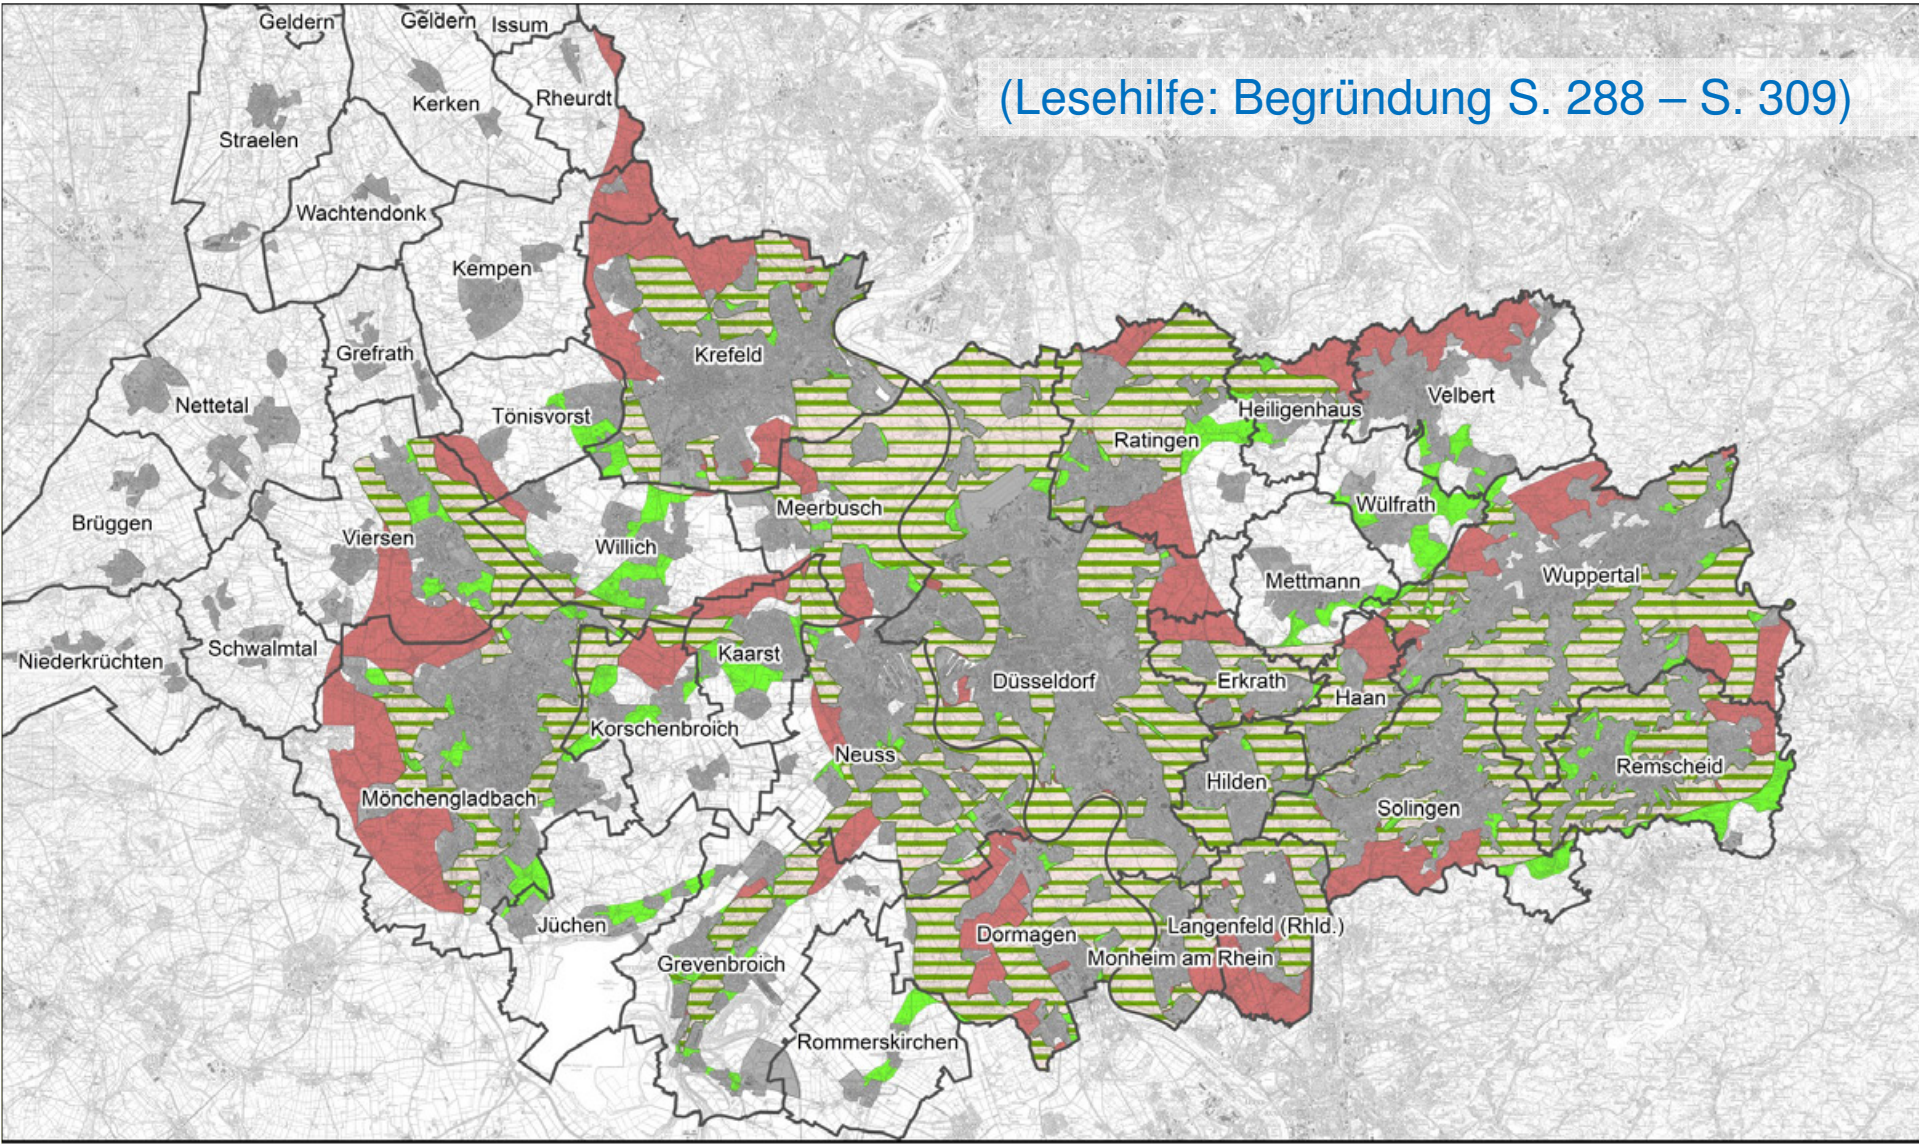 Geldern
Geldern
Issum
(Lesehilfe: Begründung S. 288 – S. 309)
Kerken
Rheurdt
Straelen
Wachtendonk
Kempen
Krefeld
Grefrath
Nettetal
Tönisvorst
Velbert
Heiligenhaus
Ratingen
Meerbusch
Wülfrath
Brüggen
Viersen
Willich
Mettmann
Wuppertal
Schwalmtal
Niederkrüchten
Kaarst
Düsseldorf
Erkrath
Haan
Korschenbroich
Neuss
Remscheid
Hilden
Mönchengladbach
Solingen
Jüchen
Dormagen
Langenfeld (Rhld.)
Grevenbroich
Monheim am Rhein
Rommerskirchen